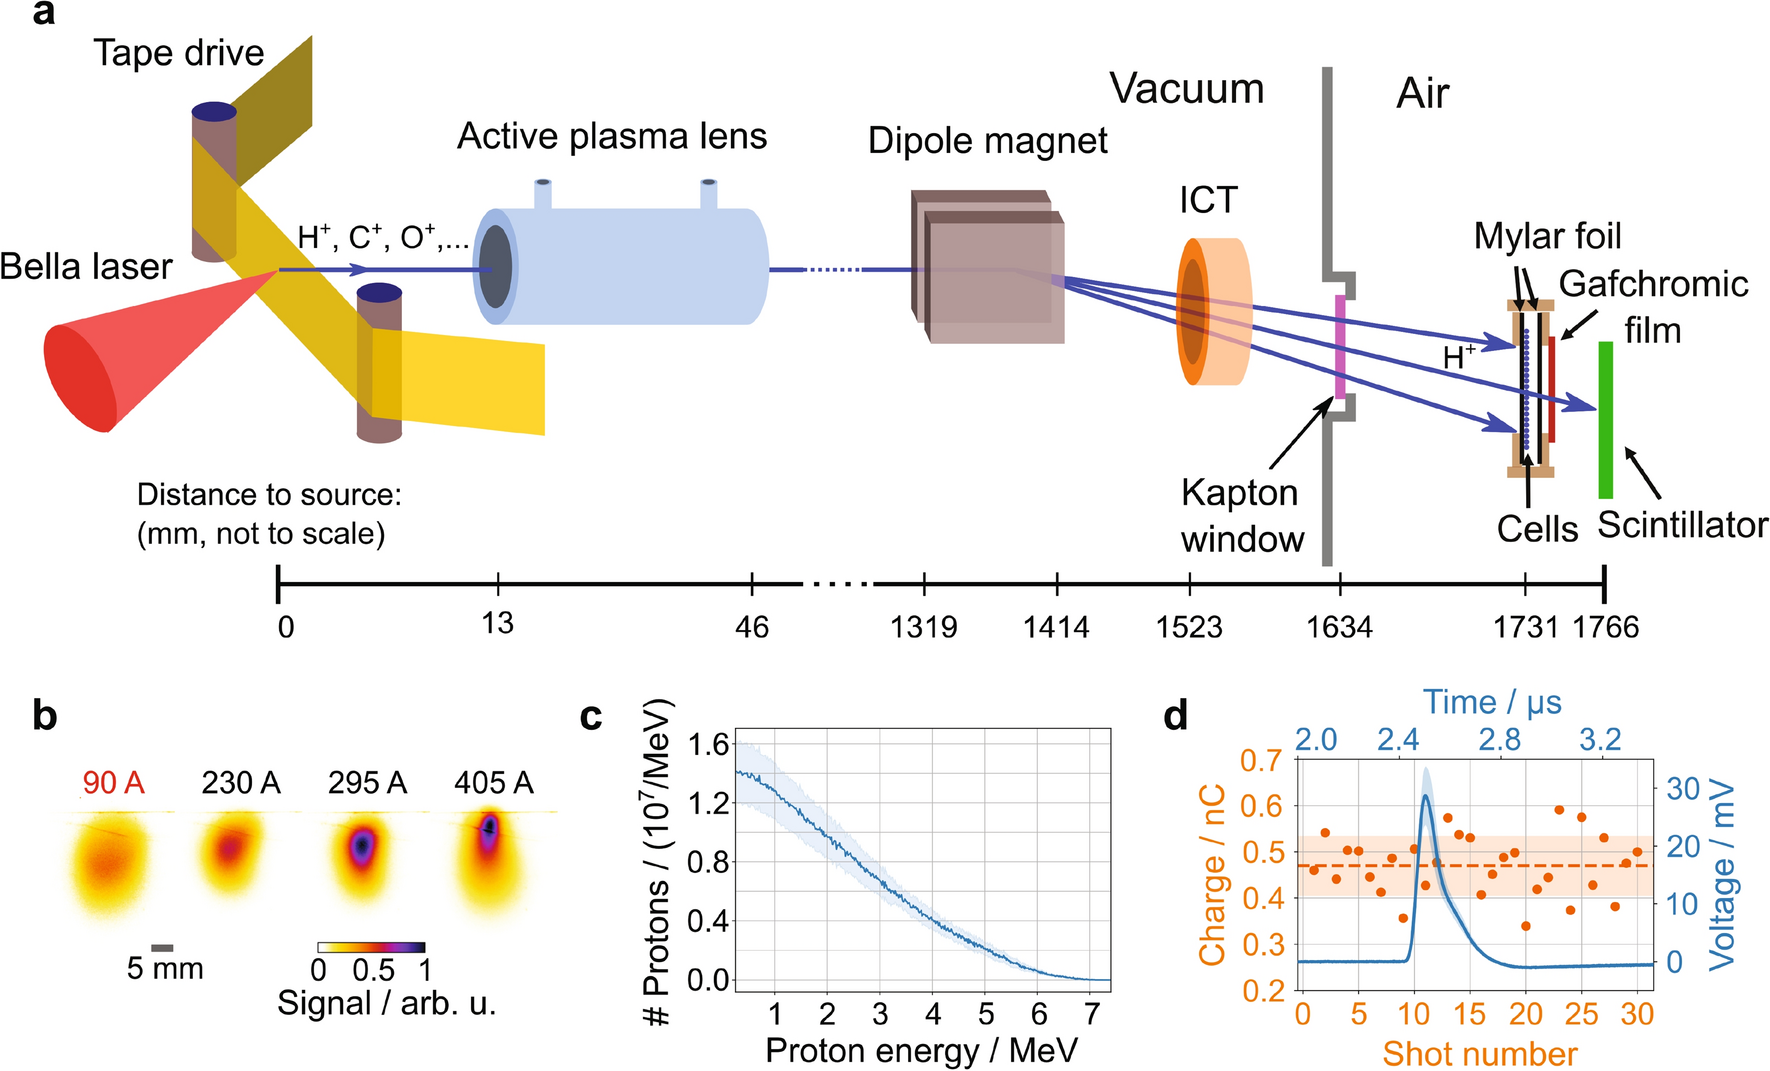 a
Tape drive
Active plasma lens
Dipole magnet
Vacuum
Air
ICT
H⁺, C⁺, O⁺,...
Bella laser
Mylar foil
Gafchromic
film
H⁺
Kapton
window
Cells
Scintillator
Distance to source:
(mm, not to scale)
0 13 46 1319 1414 1523 1634 1731 1766
b
90 A 230 A 295 A 405 A
5 mm
0 0.5 1
Signal / arb. u.
c
# Protons / (10⁷/MeV)
1.6
1.2
0.8
0.4
0.0
1 2 3 4 5 6 7
Proton energy / MeV
d
Time / µs
2.0 2.4 2.8 3.2
Charge / nC
0.7
0.6
0.5
0.4
0.3
0.2
30
20
10
0
Voltage / mV
0 5 10 15 20 25 30
Shot number